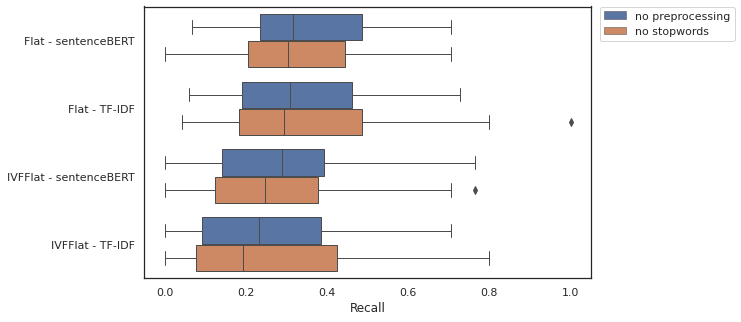 no preprocessing
no stopwords
Flat - sentenceBERT
Flat - TF-IDF
IVFFlat - sentenceBERT
IVFFlat - TF-IDF
0.0 0.2 0.4 0.6 0.8 1.0
Recall